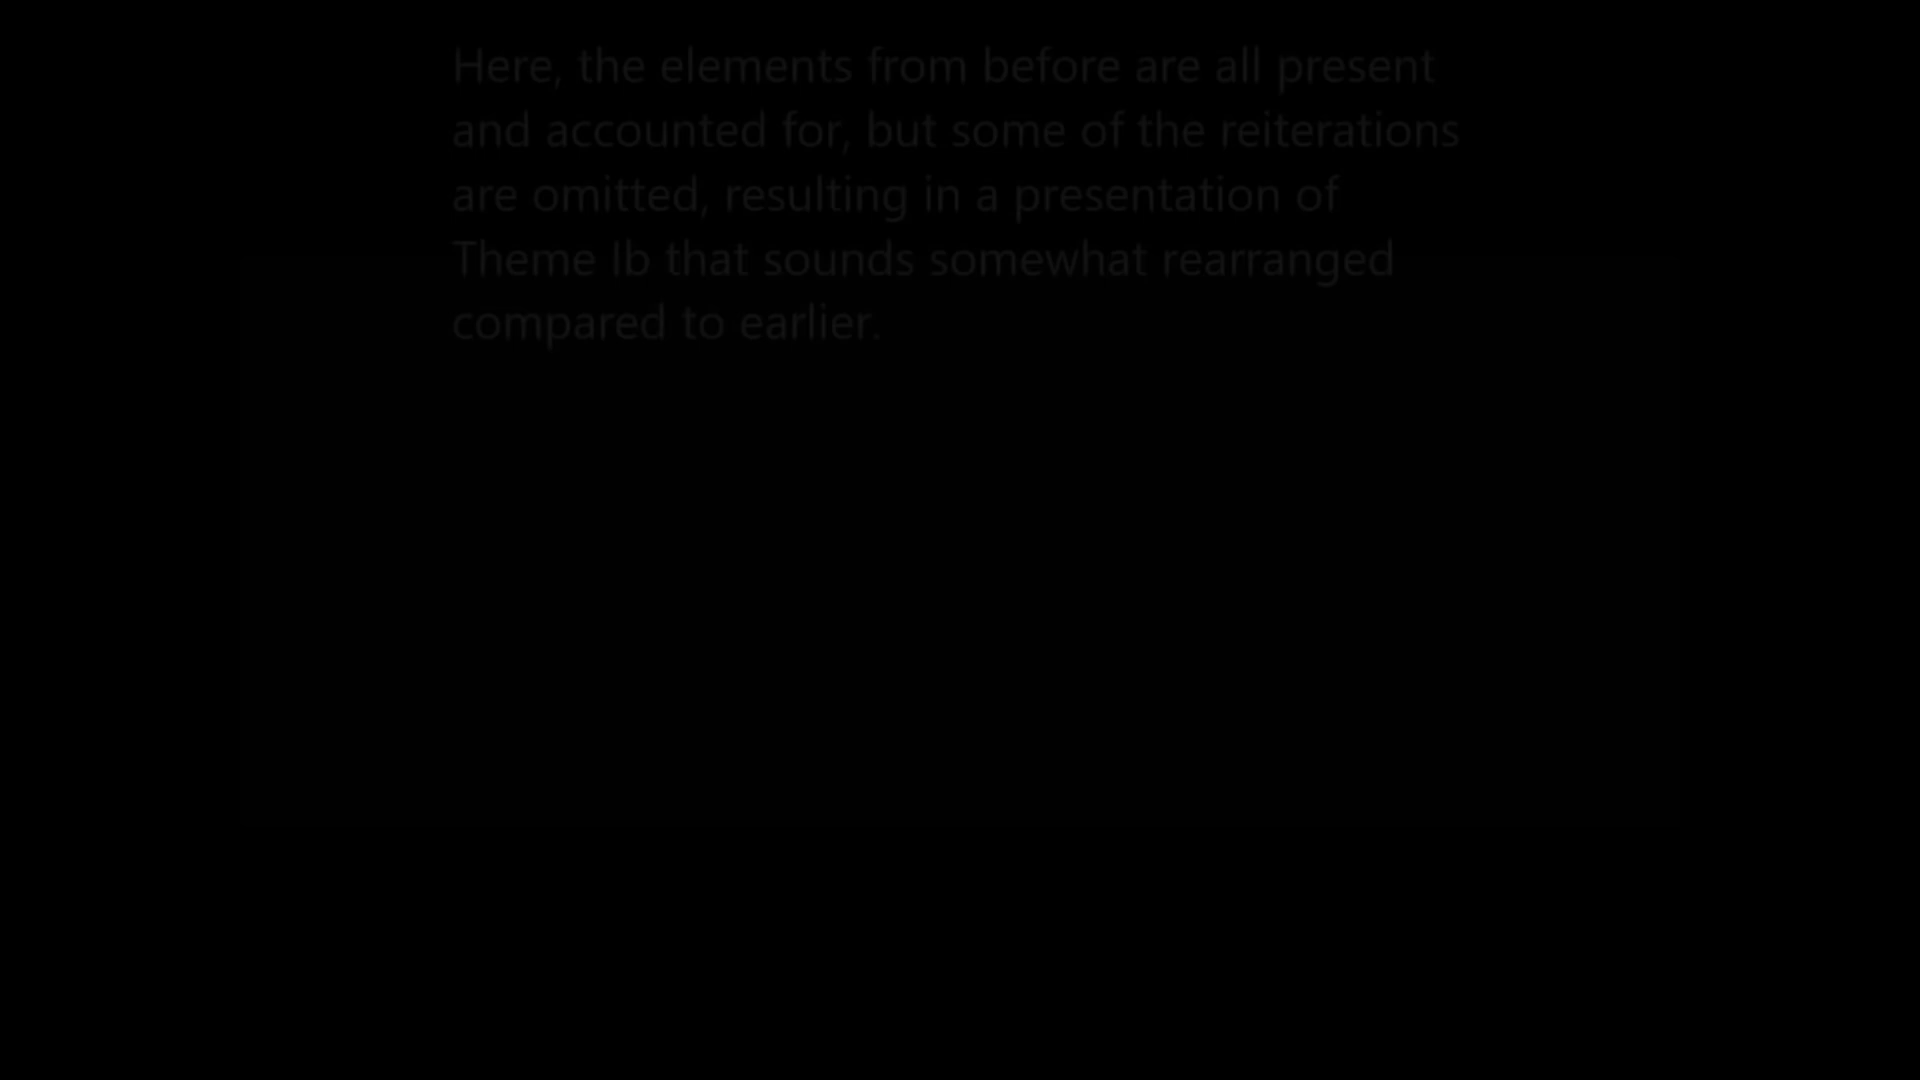 Here, the elements from before are all present
and accounted for, but some of the reiterations
are omitted, resulting in a presentation of
Theme Ib that sounds somewhat rearranged
compared to earlier.